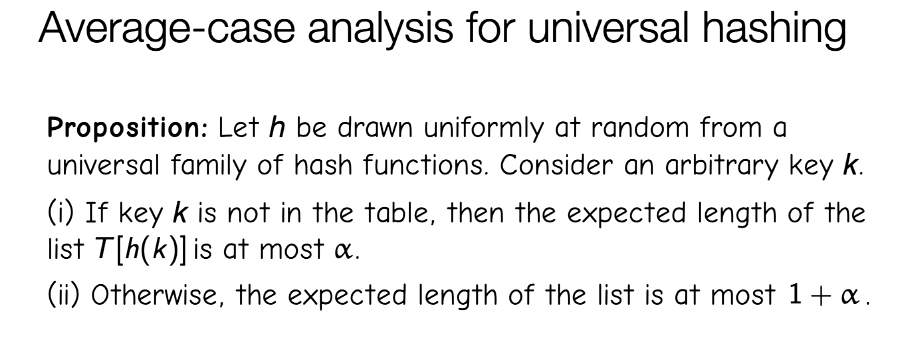 Average-case analysis for universal hashing
Proposition: Let h be drawn uniformly at random from a
universal family of hash functions. Consider an arbitrary key k.
(i) If key k is not in the table, then the expected length of the
list T[h(k)] is at most α.
(ii) Otherwise, the expected length of the list is at most 1 + α.